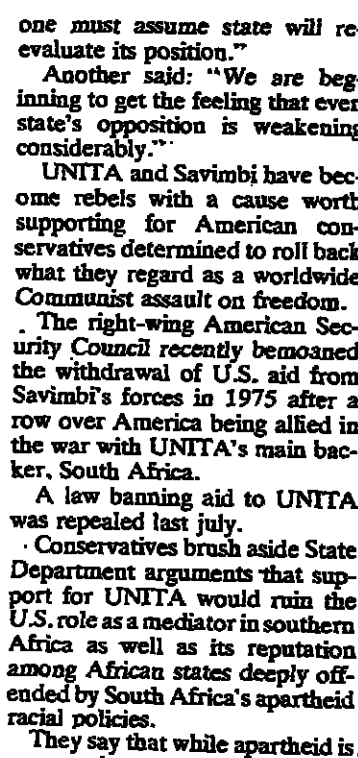 one must assume state will re-
evaluate its position."
Another said: "We are beg-
inning to get the feeling that even
state's opposition is weakening
considerably."
UNITA and Savimbi have bec-
ome rebels with a cause worth
supporting for American con-
servatives determined to roll back
what they regard as a worldwide
Communist assault on freedom.
The right-wing American Sec-
urity Council recently bemoaned
the withdrawal of U.S. aid from
Savimbi's forces in 1975 after a
row over America being allied in
the war with UNITA's main bac-
ker, South Africa.
A law banning aid to UNITA
was repealed last july.
Conservatives brush aside State
Department arguments that sup-
port for UNITA would ruin the
U.S. role as a mediator in southern
Africa as well as its reputation
among African states deeply off-
ended by South Africa's apartheid
racial policies.
They say that while apartheid is